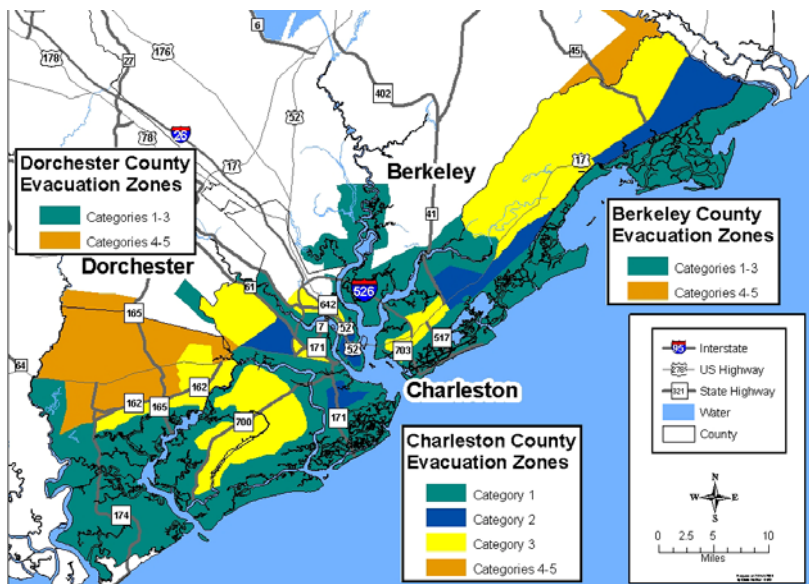 6
176
178
27
45
402
52
78
26
17
17
Dorchester County
Evacuation Zones
Categories 1-3
Categories 4-5
Berkeley
41
Berkeley County
Evacuation Zones
Categories 1-3
Categories 4-5
Dorchester
61
526
642
165
7
52
171
52
703
517
64
162
162
165
700
171
174
Charleston
Charleston County
Evacuation Zones
Category 1
Category 2
Category 3
Categories 4-5
95
Interstate
278
US Highway
321
State Highway
Water
County
N
W
E
S
10
5
2.5
0
10
Miles